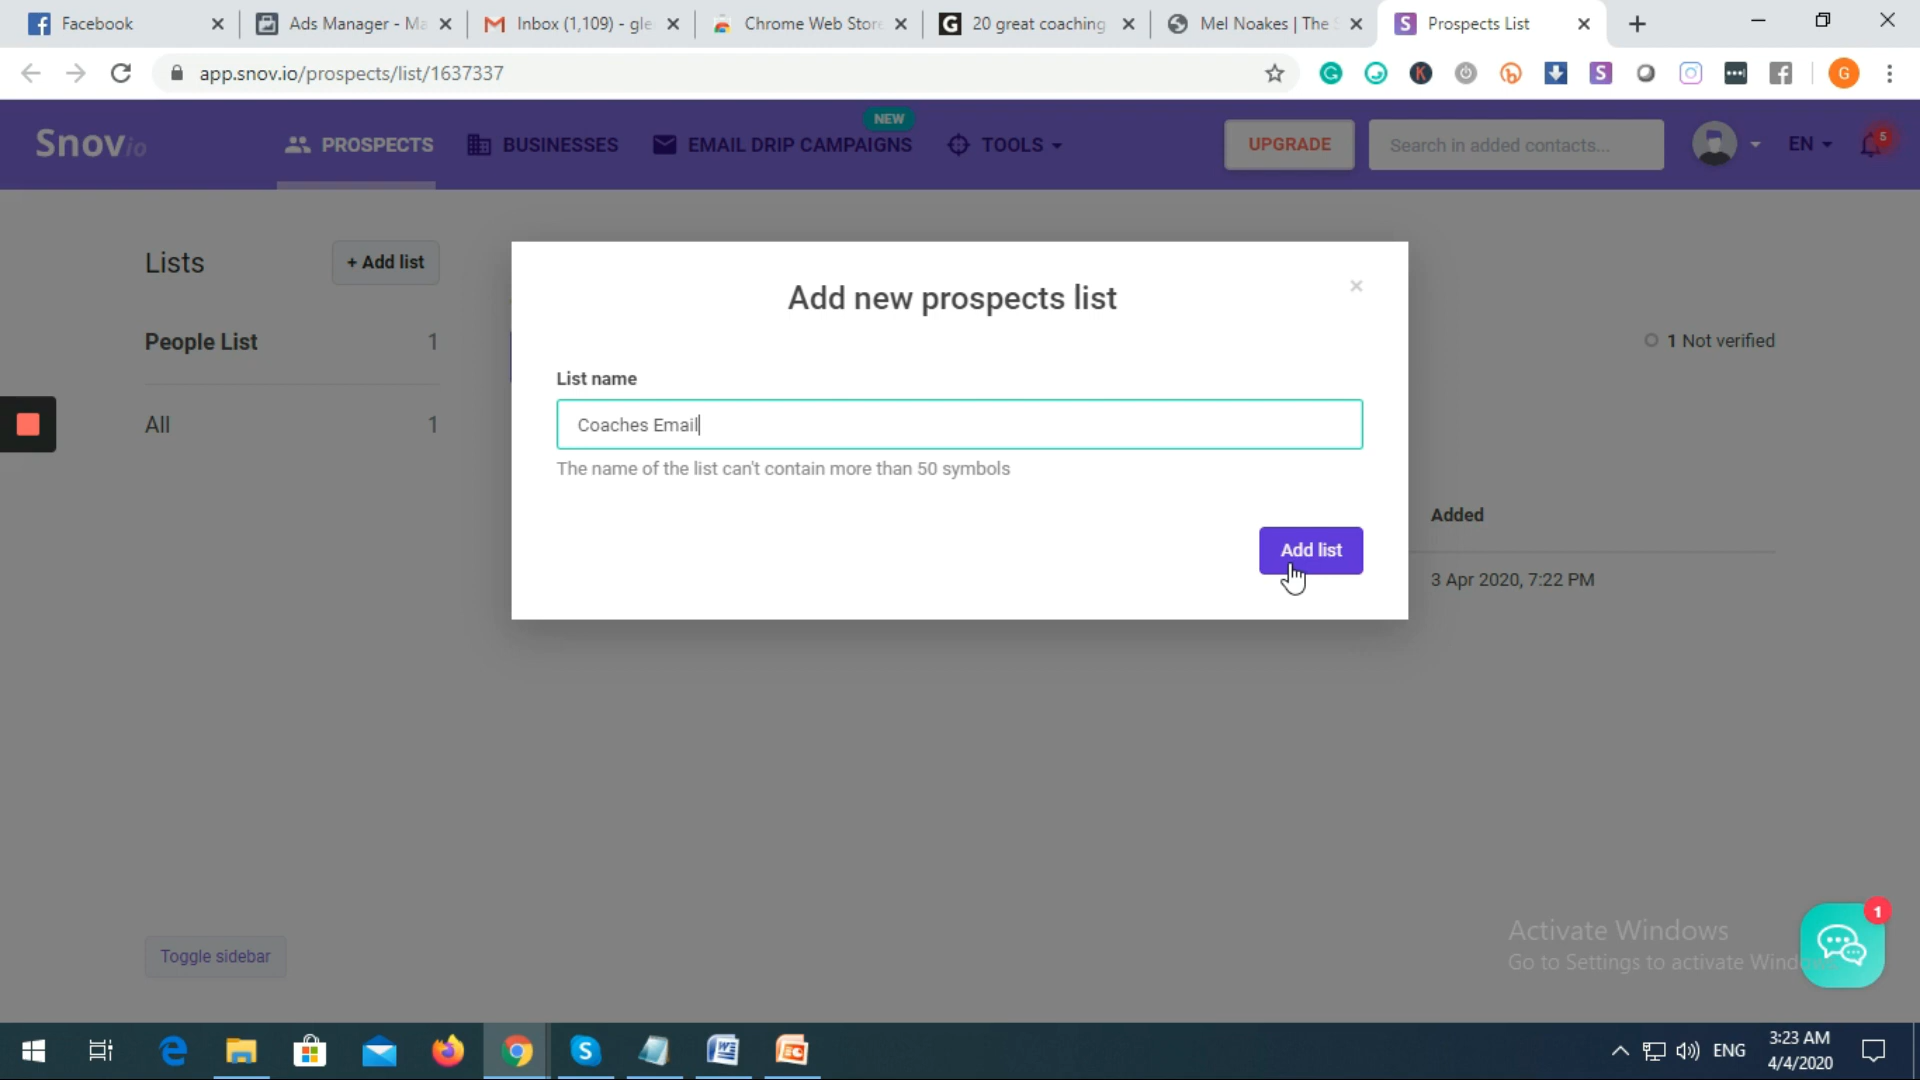 Facebook
Ads Manager - Ma
Inbox (1,109) - gle
Chrome Web Store
20 great coaching
Mel Noakes | The S
Prospects List
app.snov.io/prospects/list/1637337
Snovio
PROSPECTS
BUSINESSES
EMAIL DRIP CAMPAIGNS
NEW
TOOLS
UPGRADE
Search in added contacts...
EN
5
Lists
+ Add list
People List 1
All 1
Add new prospects list
List name
Coaches Email
The name of the list can't contain more than 50 symbols
Add list
1 Not verified
Added
3 Apr 2020, 7:22 PM
Toggle sidebar
Activate Windows
Go to Settings to activate Wind
1
ENG
3:23 AM
4/4/2020